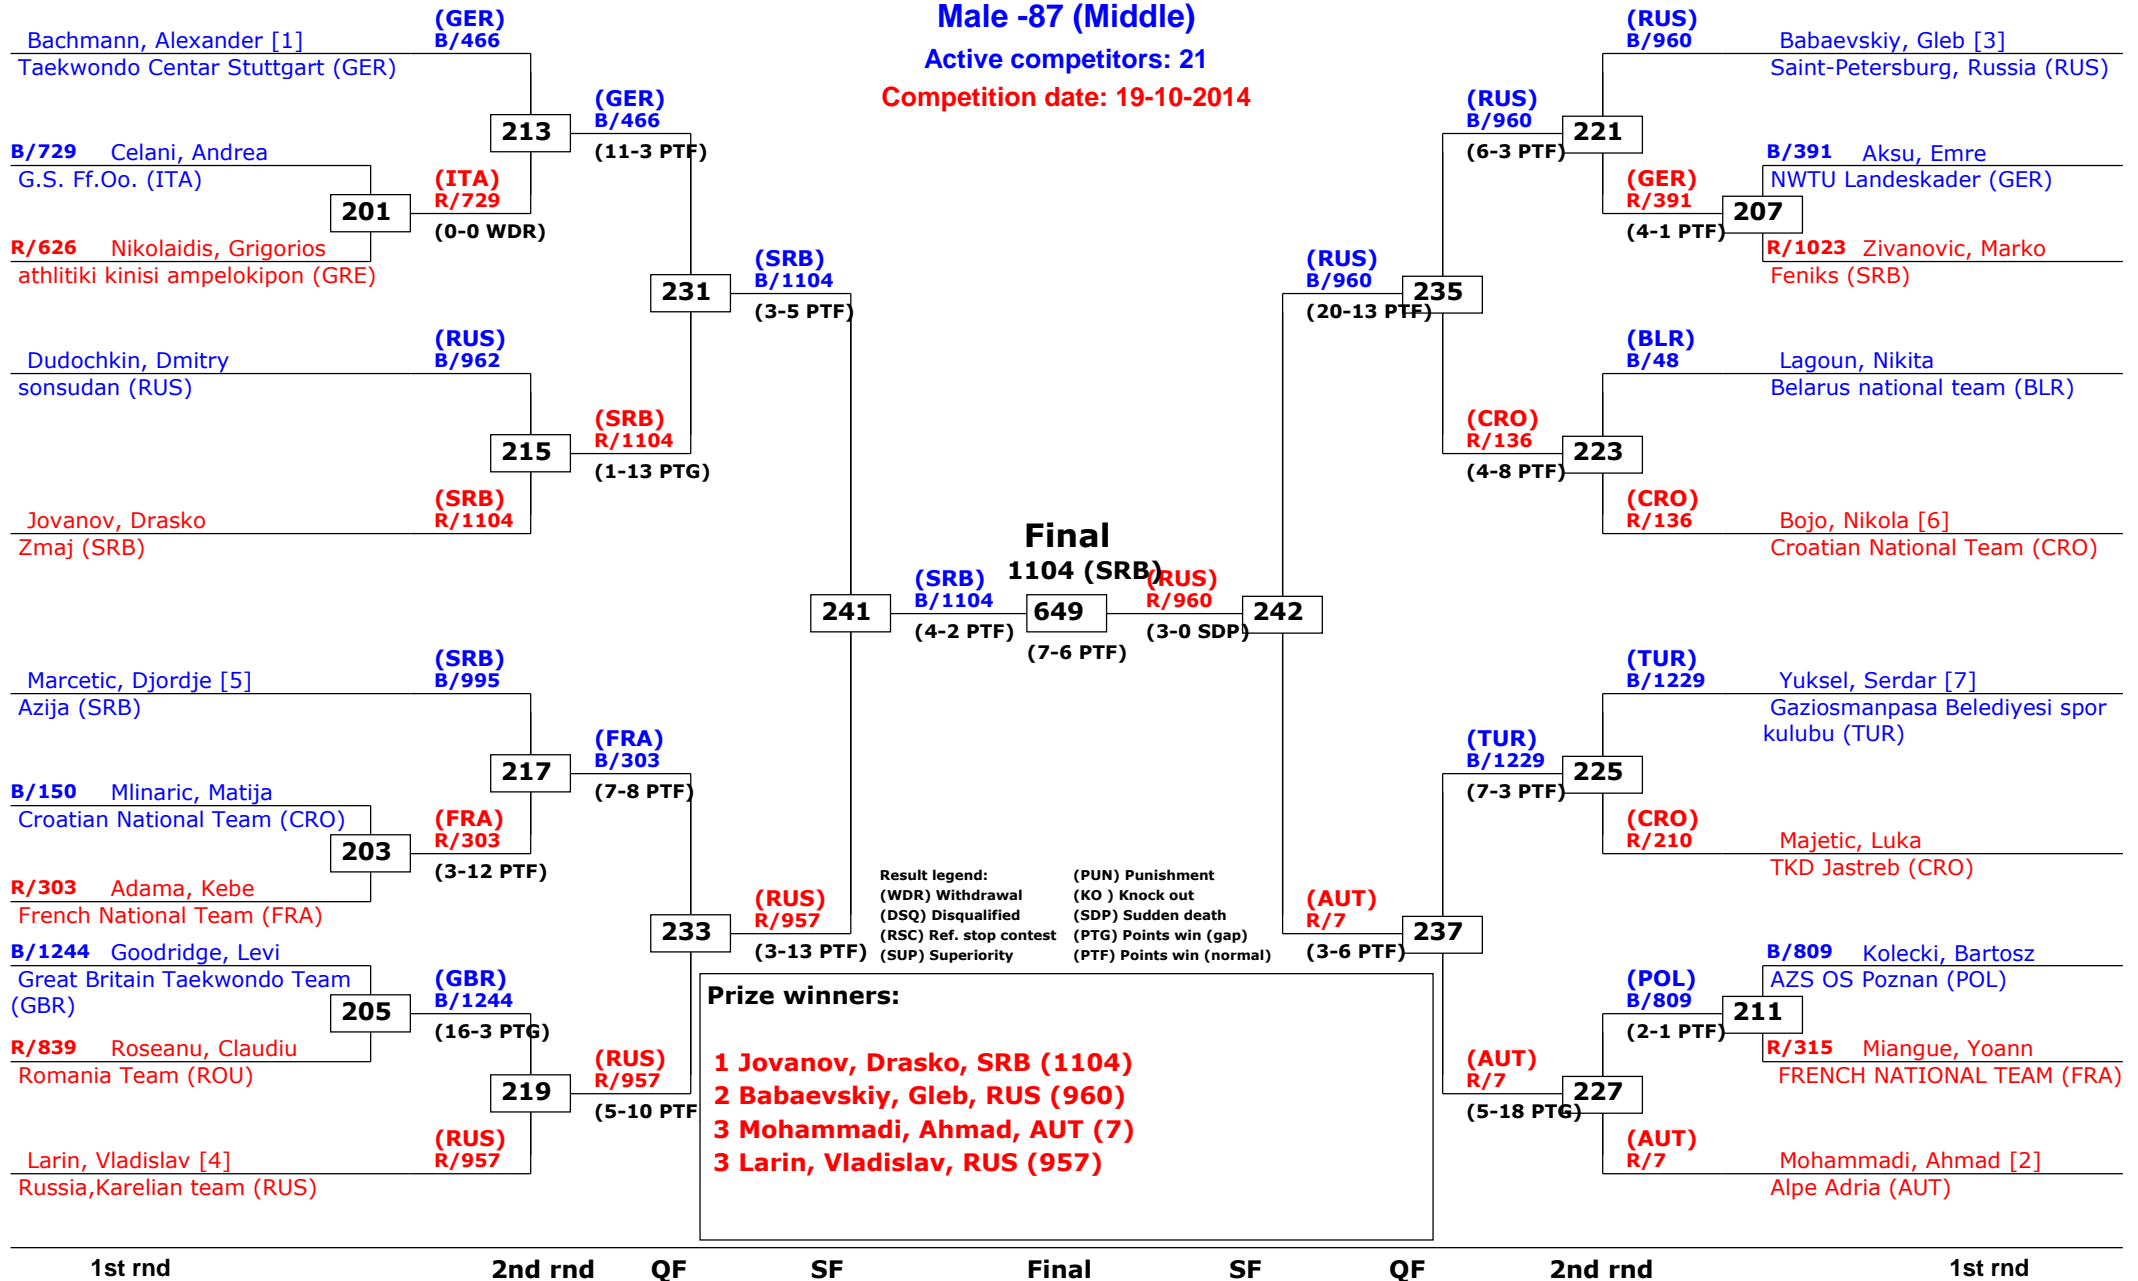 Male -87 (Middle)
Active competitors: 21
Competition date: 19-10-2014
(GER)
B/466
Bachmann, Alexander [1]
Taekwondo Centar Stuttgart (GER)
B/729 Celani, Andrea
G.S. Ff.Oo. (ITA)
201
R/626 Nikolaidis, Grigorios
athlitiki kinisi ampelokipon (GRE)
(ITA)
R/729
(0-0 WDR)
213
(GER)
B/466
(11-3 PTF)
(RUS)
B/962
Dudochkin, Dmitry
sonsudan (RUS)
215
(SRB)
R/1104
(1-13 PTG)
(SRB)
R/1104
Jovanov, Drasko
Zmaj (SRB)
231
(SRB)
B/1104
(3-5 PTF)
(SRB)
B/995
Marcetic, Djordje [5]
Azija (SRB)
217
(FRA)
B/303
(7-8 PTF)
B/150 Mlinaric, Matija
Croatian National Team (CRO)
203
(FRA)
R/303
(3-12 PTF)
R/303 Adama, Kebe
French National Team (FRA)
B/1244 Goodridge, Levi
Great Britain Taekwondo Team
(GBR)
205
(GBR)
B/1244
(16-3 PTG)
R/839 Roseanu, Claudiu
Romania Team (ROU)
219
(RUS)
R/957
(5-10 PTF
(RUS)
R/957
Larin, Vladislav [4]
Russia,Karelian team (RUS)
233
(RUS)
R/957
(3-13 PTF)
241
(SRB)
B/1104
(4-2 PTF)
Final
1104 (SRB)
649
(7-6 PTF)
(RUS)
R/960
(3-0 SDP)
242
(RUS)
B/960
(20-13 PTF)
235
(RUS)
B/960
(6-3 PTF)
221
(RUS)
B/960
Babaevskiy, Gleb [3]
Saint-Petersburg, Russia (RUS)
B/391 Aksu, Emre
NWTU Landeskader (GER)
(GER)
R/391
(4-1 PTF)
207
R/1023 Zivanovic, Marko
Feniks (SRB)
(BLR)
B/48
Lagoun, Nikita
Belarus national team (BLR)
(CRO)
R/136
(4-8 PTF)
223
(CRO)
R/136
Bojo, Nikola [6]
Croatian National Team (CRO)
(TUR)
B/1229
Yuksel, Serdar [7]
Gaziosmanpasa Belediyesi spor
kulubu (TUR)
(TUR)
B/1229
(7-3 PTF)
225
(CRO)
R/210
Majetic, Luka
TKD Jastreb (CRO)
(AUT)
R/7
(3-6 PTF)
237
B/809 Kolecki, Bartosz
AZS OS Poznan (POL)
(POL)
B/809
(2-1 PTF)
211
R/315 Miangue, Yoann
FRENCH NATIONAL TEAM (FRA)
(AUT)
R/7
(5-18 PTG)
227
(AUT)
R/7
Mohammadi, Ahmad [2]
Alpe Adria (AUT)
Result legend:
(WDR) Withdrawal
(DSQ) Disqualified
(RSC) Ref. stop contest
(SUP) Superiority
(PUN) Punishment
(KO ) Knock out
(SDP) Sudden death
(PTG) Points win (gap)
(PTF) Points win (normal)
Prize winners:
1 Jovanov, Drasko, SRB (1104)
2 Babaevskiy, Gleb, RUS (960)
3 Mohammadi, Ahmad, AUT (7)
3 Larin, Vladislav, RUS (957)
1st rnd 2nd rnd QF SF Final SF QF 2nd rnd 1st rnd